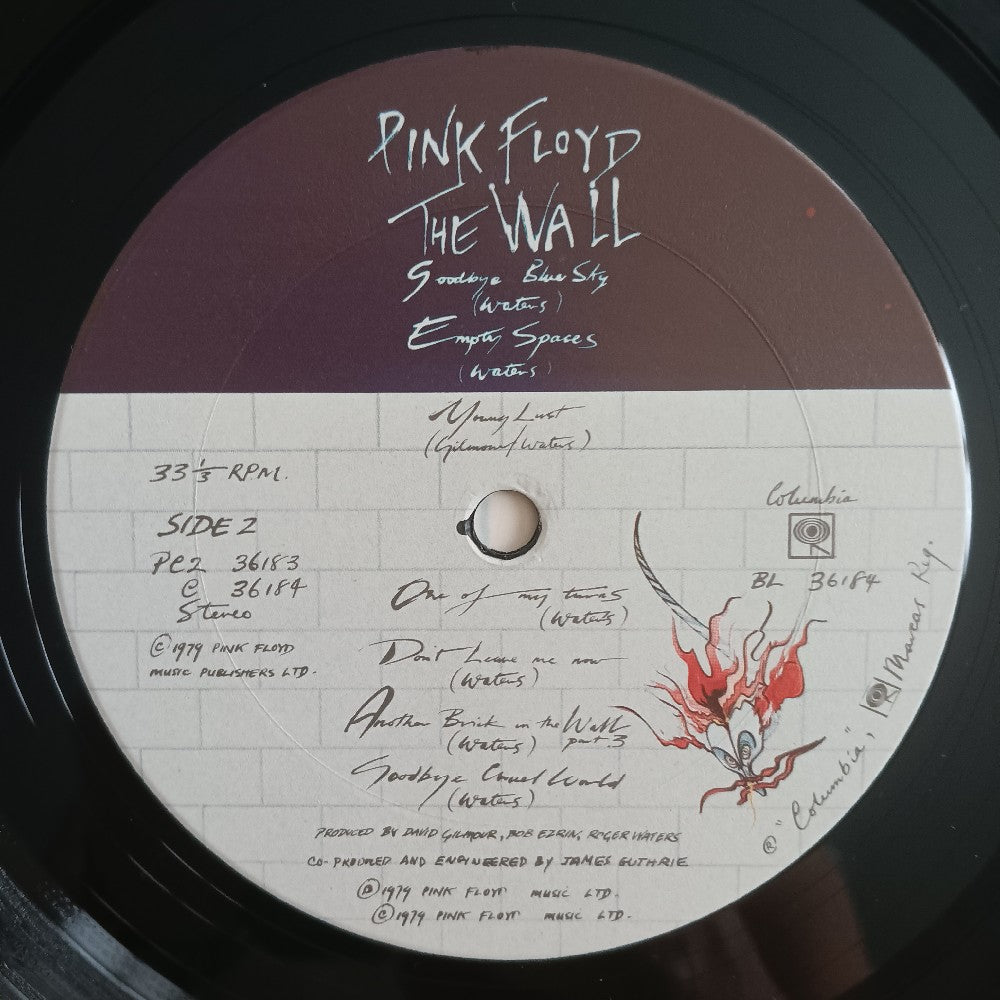 PINK FLOYD
THE WALL
Goodbye Blue Sky
(Waters)
Empty Spaces
(Waters)
Young Lust
(Gilmour/Waters)
33 1/3 RPM.
SIDE 2
PC2 36183
C 36184
Stereo
© 1979 PINK FLOYD
MUSIC PUBLISHERS LTD.
Columbia
BL 36184
One of my turns
(Waters)
Don't Leave me now
(Waters)
Another Brick in the Wall
(Waters) part 3
Goodbye Cruel World
(Waters)
PRODUCED BY DAVID GILMOUR, BOB EZRIN, ROGER WATERS
CO-PRODUCED AND ENGINEERED BY JAMES GUTHRIE
℗ 1979 PINK FLOYD MUSIC LTD.
© 1979 PINK FLOYD MUSIC LTD.
® "Columbia", Marcas Reg.